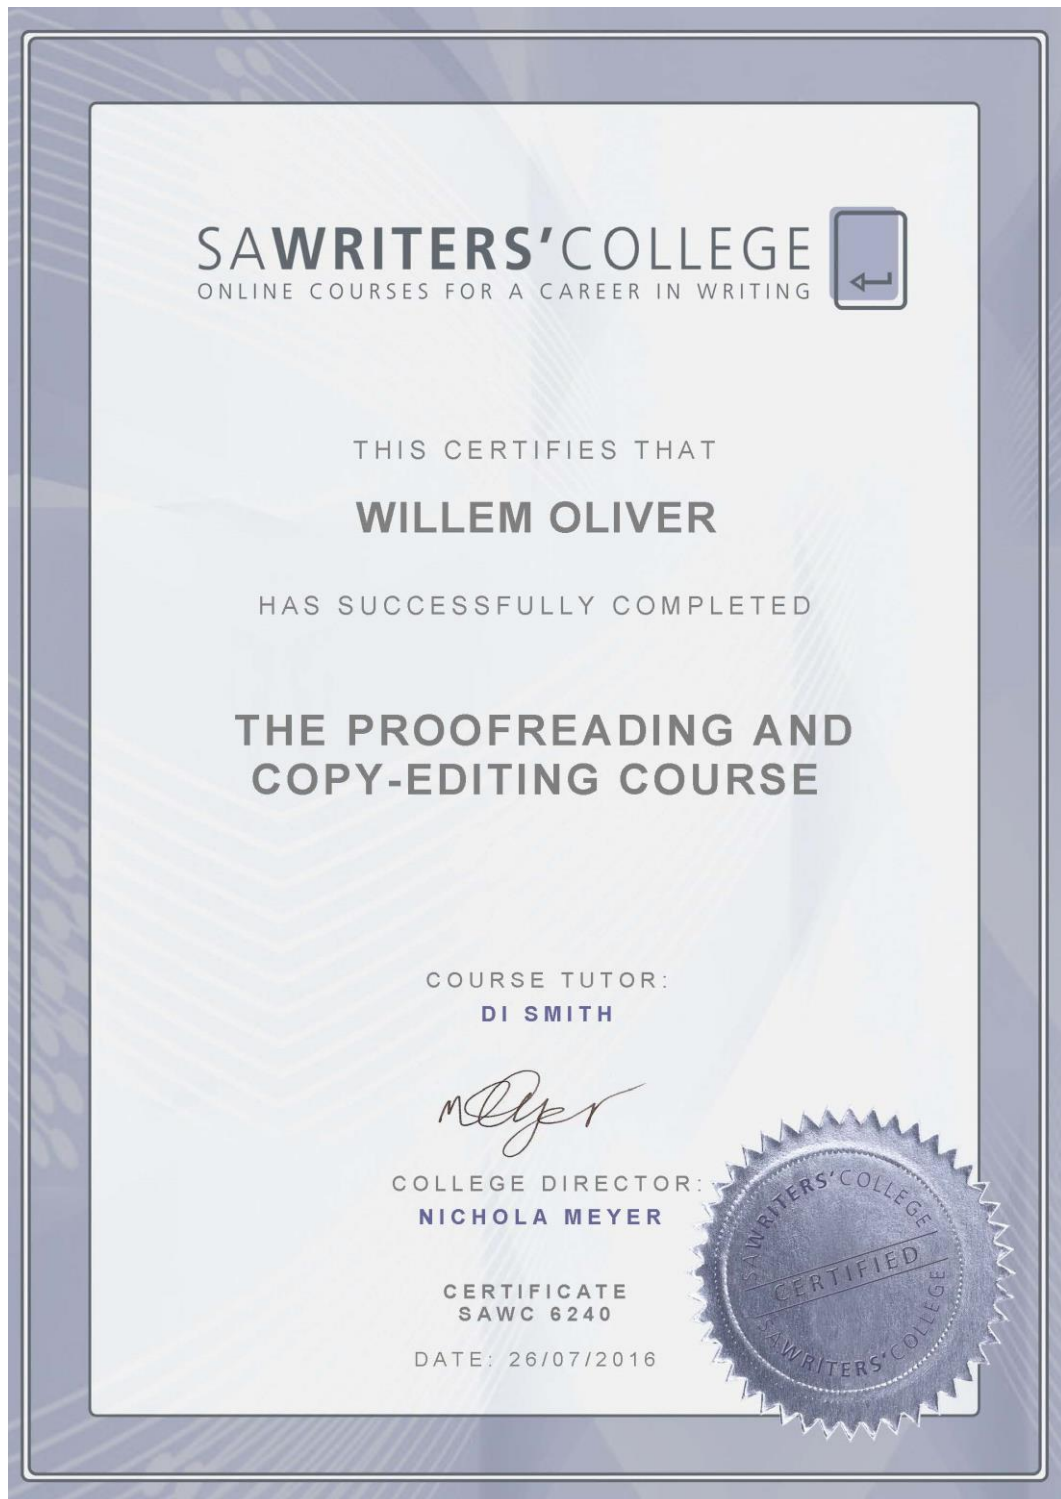 SAWRITERS'COLLEGE
ONLINE COURSES FOR A CAREER IN WRITING
THIS CERTIFIES THAT
WILLEM OLIVER
HAS SUCCESSFULLY COMPLETED
THE PROOFREADING AND
COPY-EDITING COURSE
COURSE TUTOR:
DI SMITH
meyer
COLLEGE DIRECTOR:
NICHOLA MEYER
CERTIFICATE
SAWC 6240
DATE: 26/07/2016
SAWRITERS'COLLEGE
CERTIFIED
SAWRITERS'COLLEGE